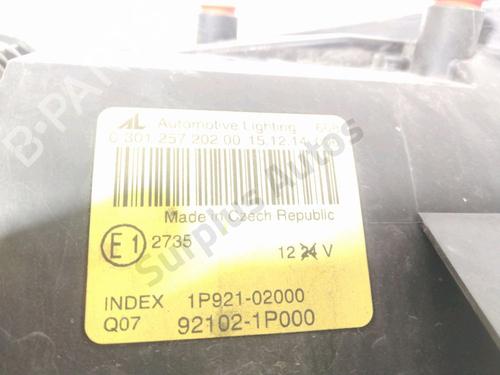 AL Automotive Lighting
0 301 257 202 00 15.12.14
Made in Czech Republic
E1 2735
12 24 V
INDEX 1P921-02000
Q07 92102-1P000
B-PARTS
Surplus Autos